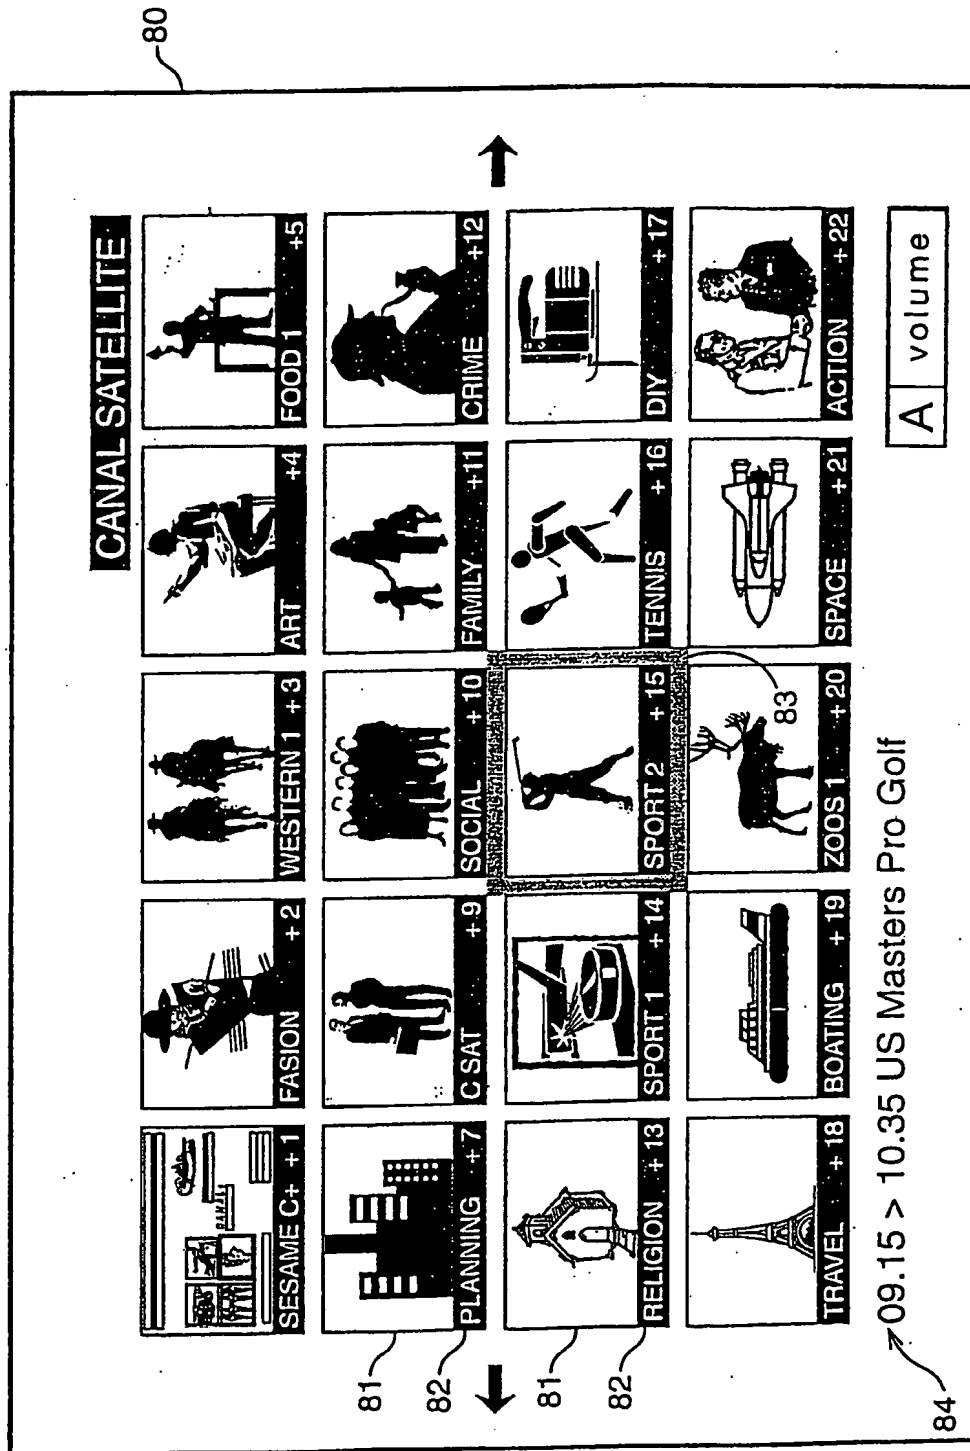 80
CANAL SATELLITE
SESAME C+ +1
FASION +2
WESTERN 1 +3
ART +4
FOOD 1 +5
PLANNING +7
C SAT +9
SOCIAL +10
FAMILY +11
CRIME +12
81
82
RELIGION +13
SPORT 1 +14
SPORT 2 +15
TENNIS +16
DIY +17
81
82
TRAVEL +18
BOATING +19
ZOOS 1 +20
SPACE +21
ACTION +22
83
09.15 > 10.35 US Masters Pro Golf
A volume
84